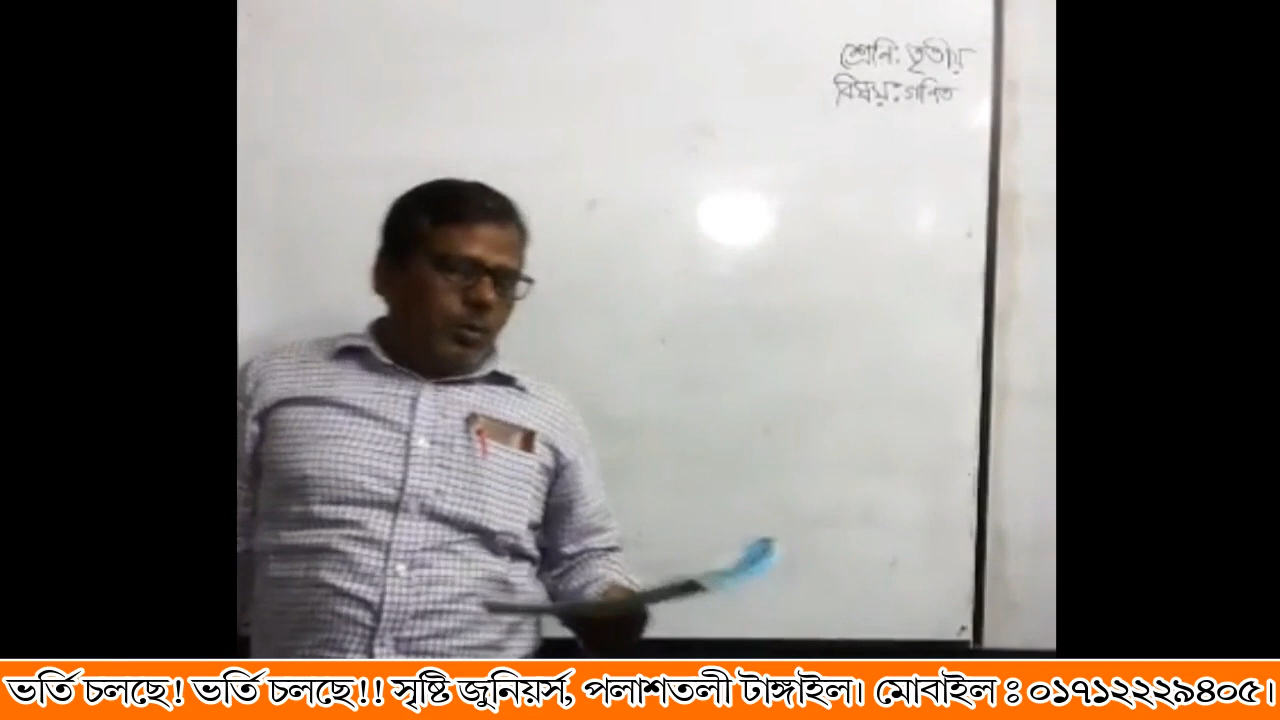 শ্রেনি: তৃতীয়
বিষয়: গণিত
ভর্তি চলছে! ভর্তি চলছে!! সৃষ্টি জুনিয়র্স, পলাশতলী টাঙ্গাইল। মোবাইল ঃ ০১৭১২২২৯৪০৫।